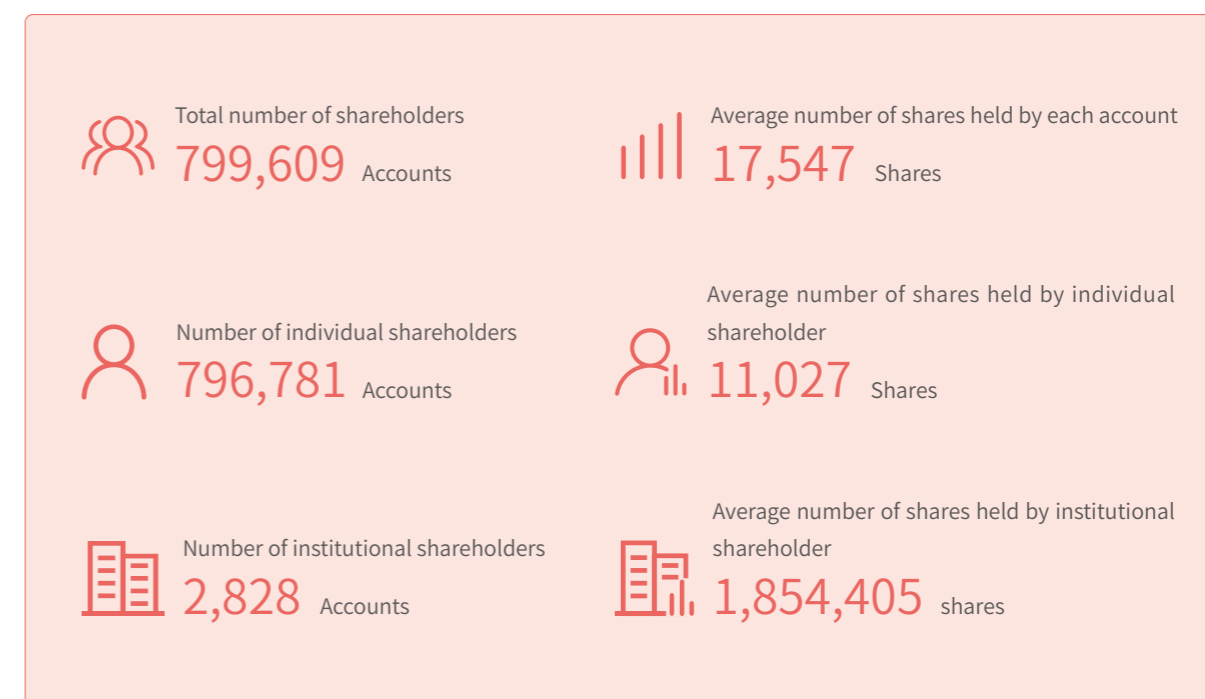 Total number of shareholders
799,609 Accounts
Average number of shares held by each account
17,547 Shares
Number of individual shareholders
796,781 Accounts
Average number of shares held by individual
shareholder
11,027 Shares
Number of institutional shareholders
2,828 Accounts
Average number of shares held by institutional
shareholder
1,854,405 shares